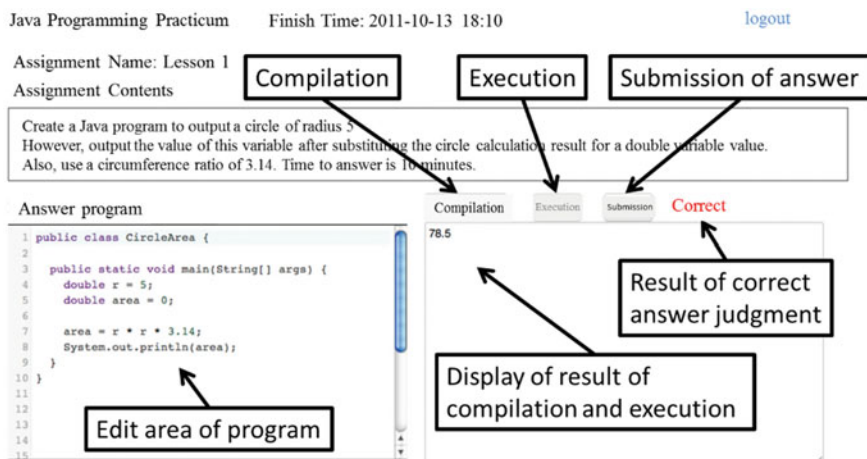 Java Programming Practicum Finish Time: 2011-10-13 18:10 logout
Assignment Name: Lesson 1
Assignment Contents
Compilation Execution Submission of answer
Create a Java program to output a circle of radius 5
However, output the value of this variable after substituting the circle calculation result for a double variable value.
Also, use a circumference ratio of 3.14. Time to answer is 10 minutes.
Answer program
Compilation Execution Submission Correct
1 public class CircleArea {
2
3 public static void main(String[] args) {
4 double r = 5;
5 double area = 0;
6
7 area = r * r * 3.14;
8 System.out.println(area);
9 }
10 }
11
12
13
14
15
Edit area of program
78.5
Result of correct
answer judgment
Display of result of
compilation and execution